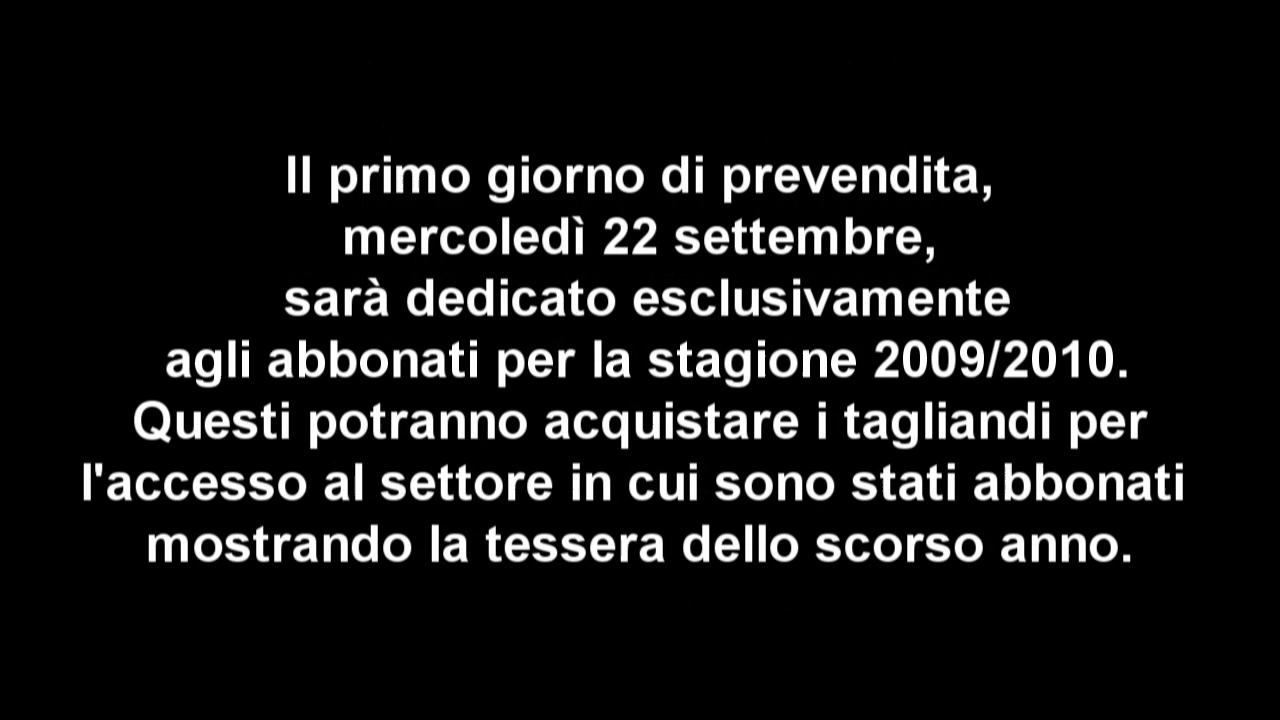 Il primo giorno di prevendita,
mercoledì 22 settembre,
sarà dedicato esclusivamente
agli abbonati per la stagione 2009/2010.
Questi potranno acquistare i tagliandi per
l'accesso al settore in cui sono stati abbonati
mostrando la tessera dello scorso anno.